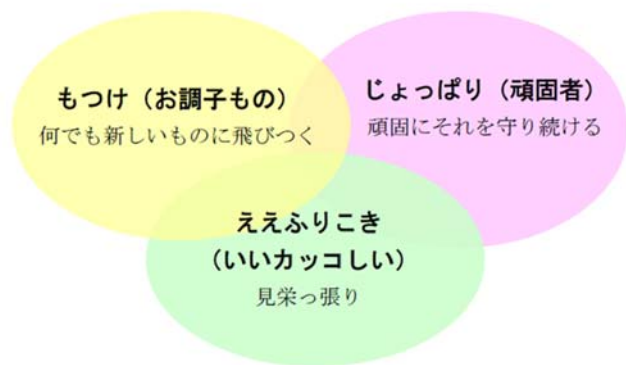 もつけ（お調子もの）
何でも新しいものに飛びつく
じょっぱり（頑固者）
頑固にそれを守り続ける
ええふりこき
（いいカッコしい）
見栄っ張り